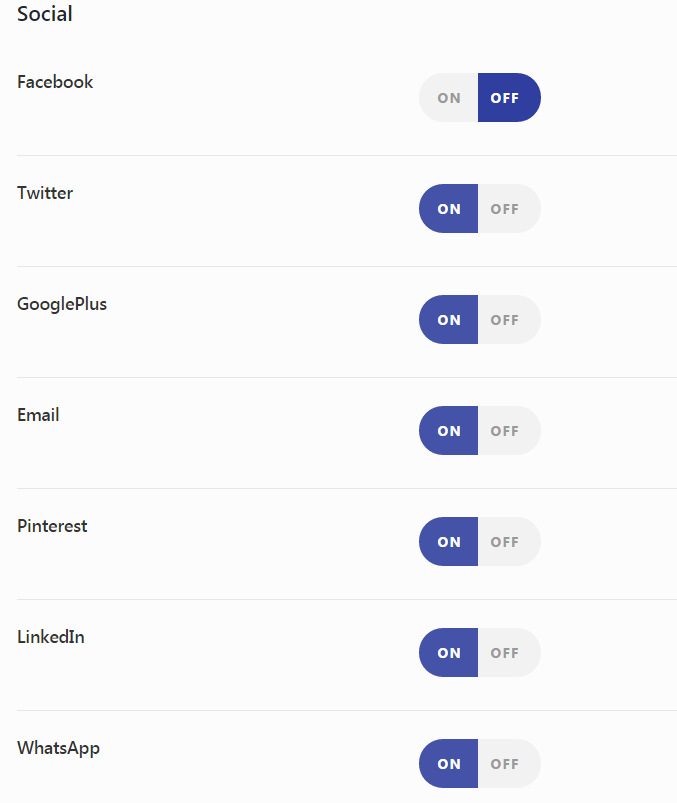 Social
Facebook
ON OFF
Twitter
ON OFF
GooglePlus
ON OFF
Email
ON OFF
Pinterest
ON OFF
LinkedIn
ON OFF
WhatsApp
ON OFF